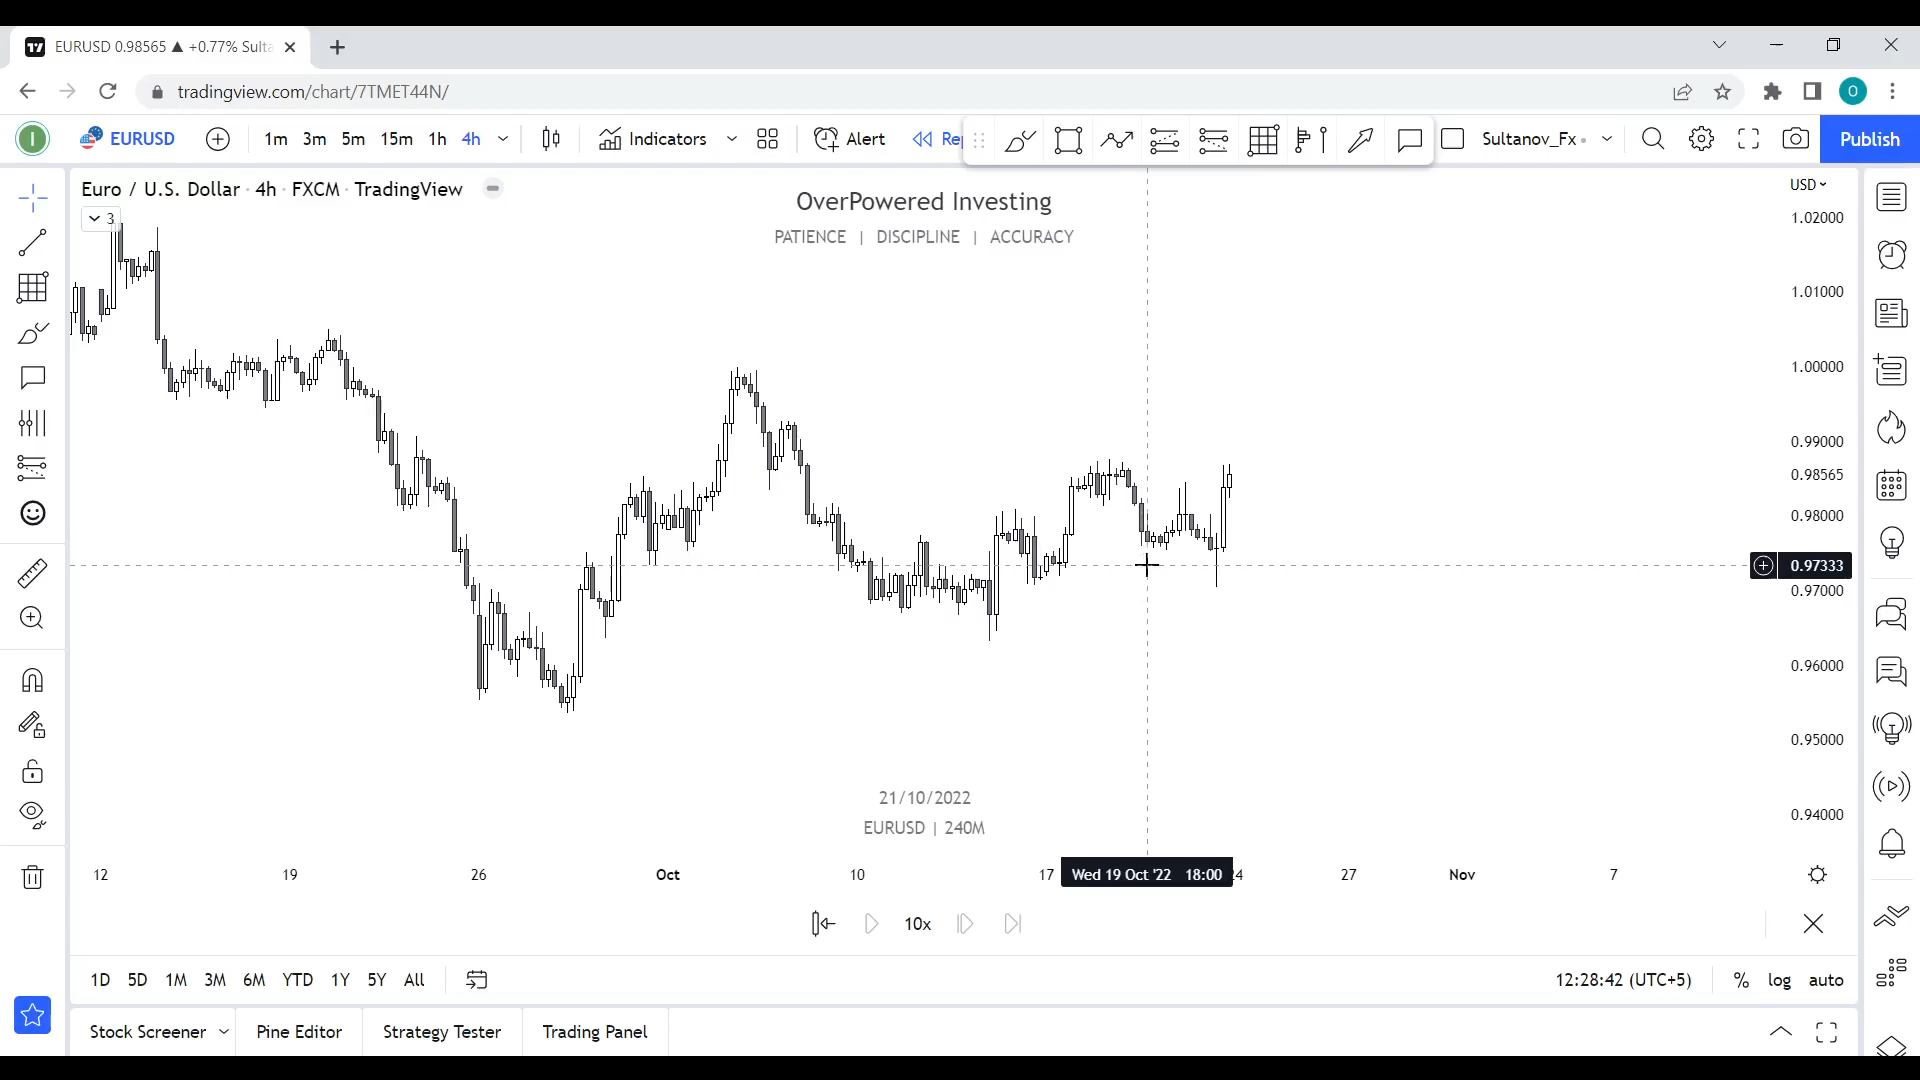 EURUSD 0.98565 ▲ +0.77% Sulta
tradingview.com/chart/7TMET44N/
I EURUSD 1m 3m 5m 15m 1h 4h Indicators Alert Rep Sultanov_Fx Publish
O
Euro / U.S. Dollar · 4h · FXCM · TradingView
3
OverPowered Investing
PATIENCE | DISCIPLINE | ACCURACY
USD
1.02000
1.01000
1.00000
0.99000
0.98565
0.98000
0.97333
0.97000
0.96000
0.95000
0.94000
21/10/2022
EURUSD | 240M
12 19 26 Oct 10 17 Wed 19 Oct '22 18:00 24 27 Nov 7
10x
1D 5D 1M 3M 6M YTD 1Y 5Y All 12:28:42 (UTC+5) % log auto
Stock Screener Pine Editor Strategy Tester Trading Panel